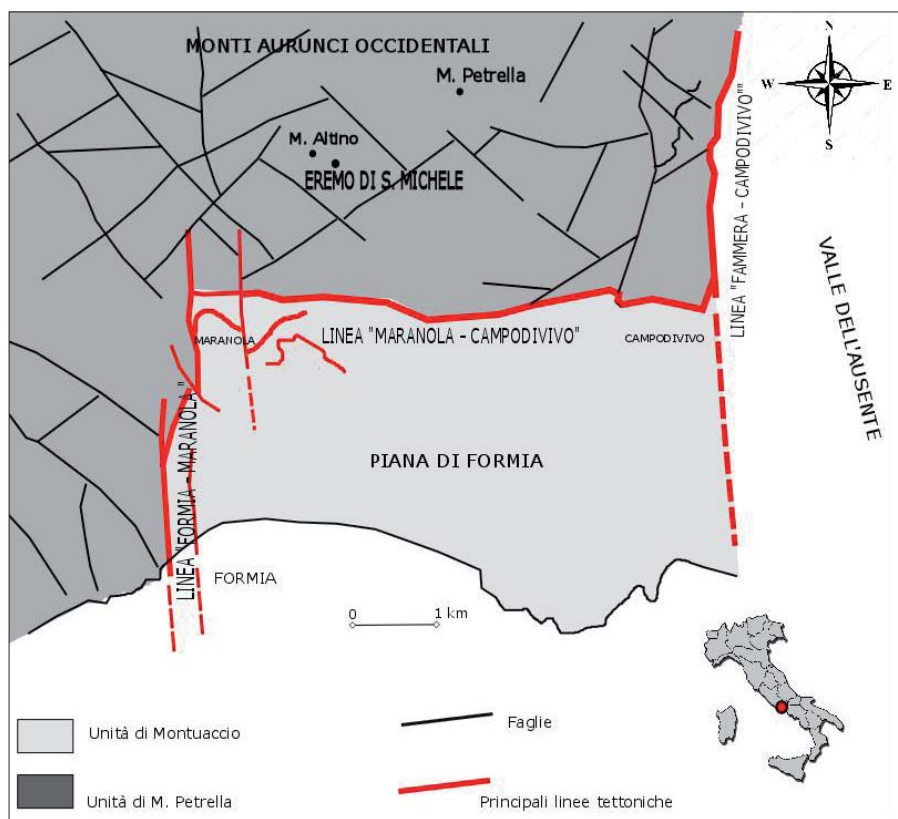 MONTI AURUNCI OCCIDENTALI
N
W
E
S
M. Petrella
M. Altino
EREMO DI S. MICHELE
LINEA "FAMMERA - CAMPODIVIVO"
VALLE DELL'AUSENTE
MARANOLA
LINEA "MARANOLA - CAMPODIVIVO"
CAMPODIVIVO
LINEA "FORMIA - MARANOLA "
PIANA DI FORMIA
FORMIA
0 1 km
Unità di Montuaccio
Faglie
Unità di M. Petrella
Principali linee tettoniche